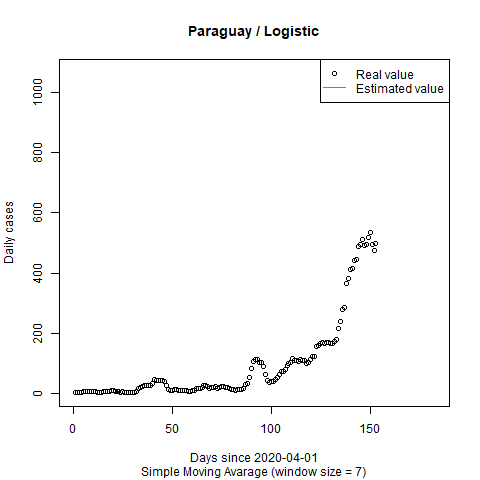 Paraguay / Logistic
Real value
Estimated value
Daily cases
0
200
400
600
800
1000
0
50
100
150
Days since 2020-04-01
Simple Moving Avarage (window size = 7)